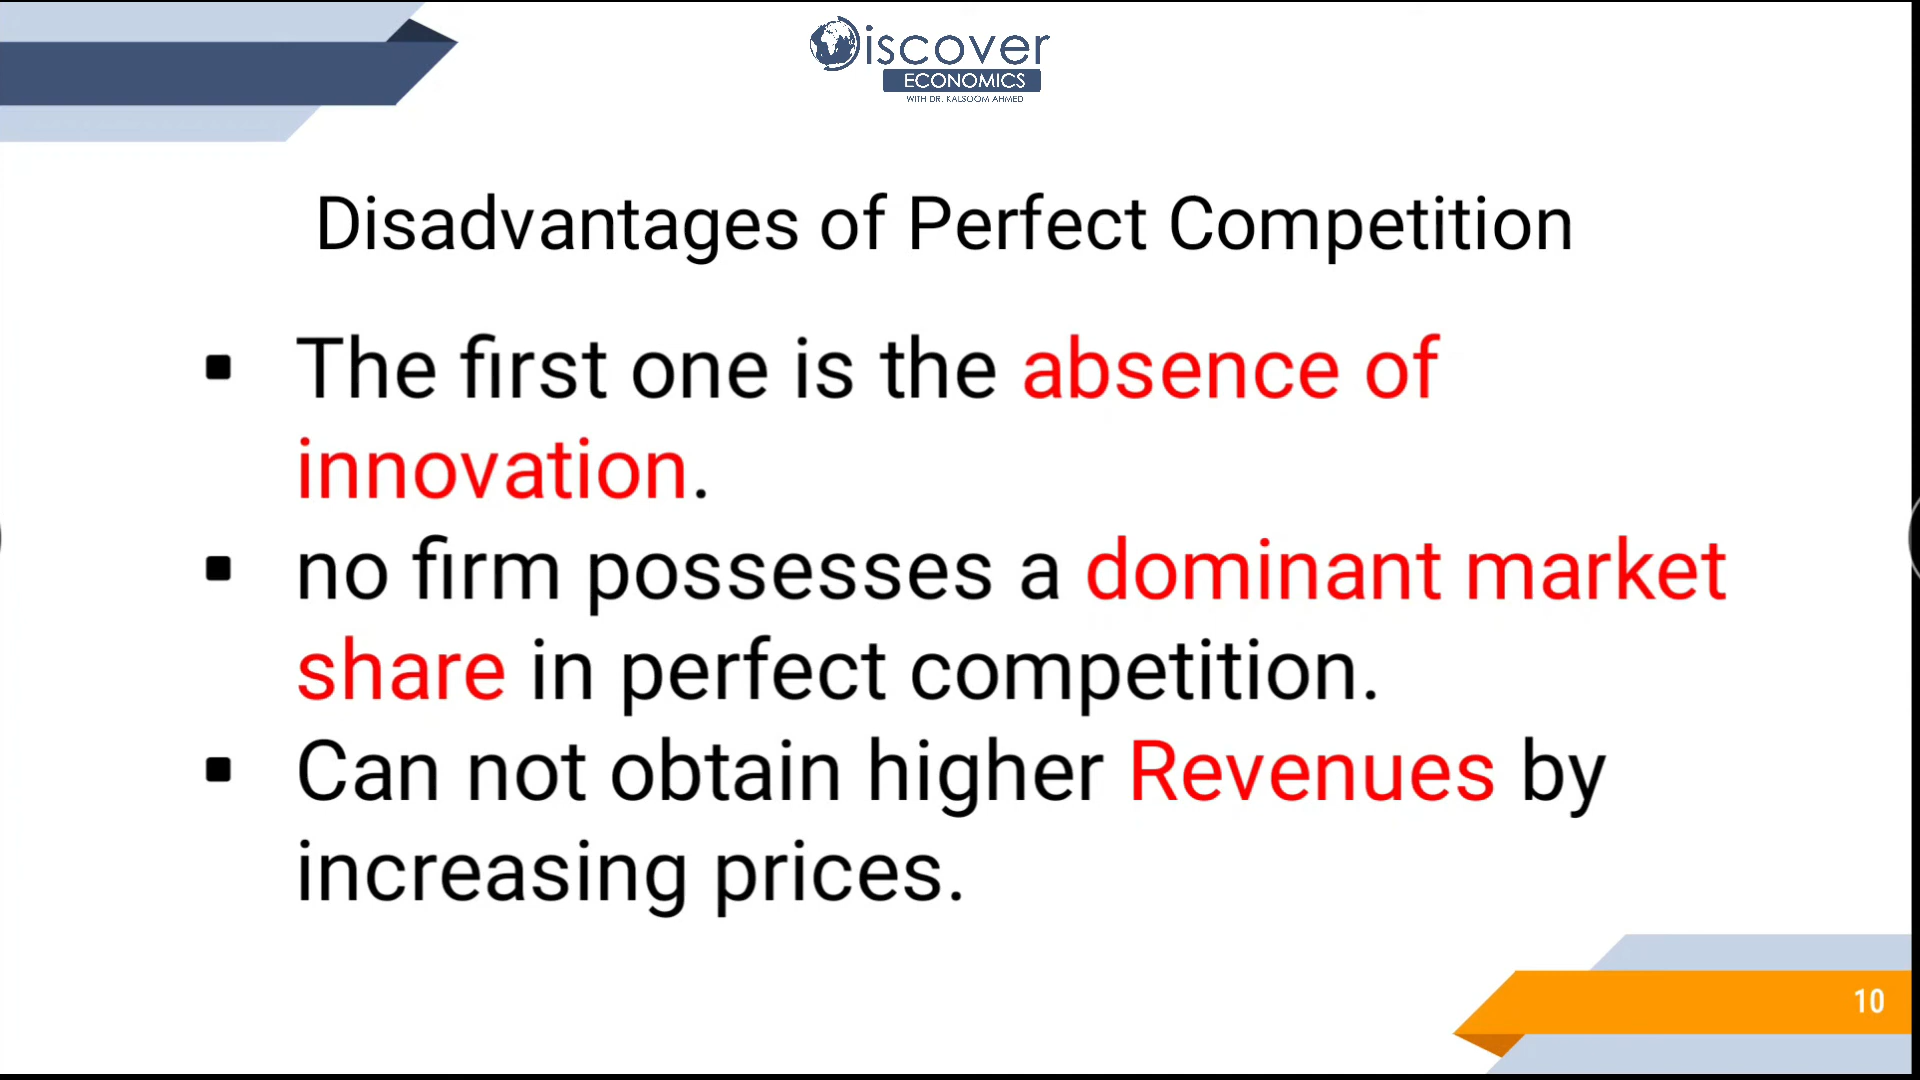 Discover
ECONOMICS
WITH DR. KALSOOM AHMED
Disadvantages of Perfect Competition
▪ The first one is the absence of
innovation.
▪ no firm possesses a dominant market
share in perfect competition.
▪ Can not obtain higher Revenues by
increasing prices.
10